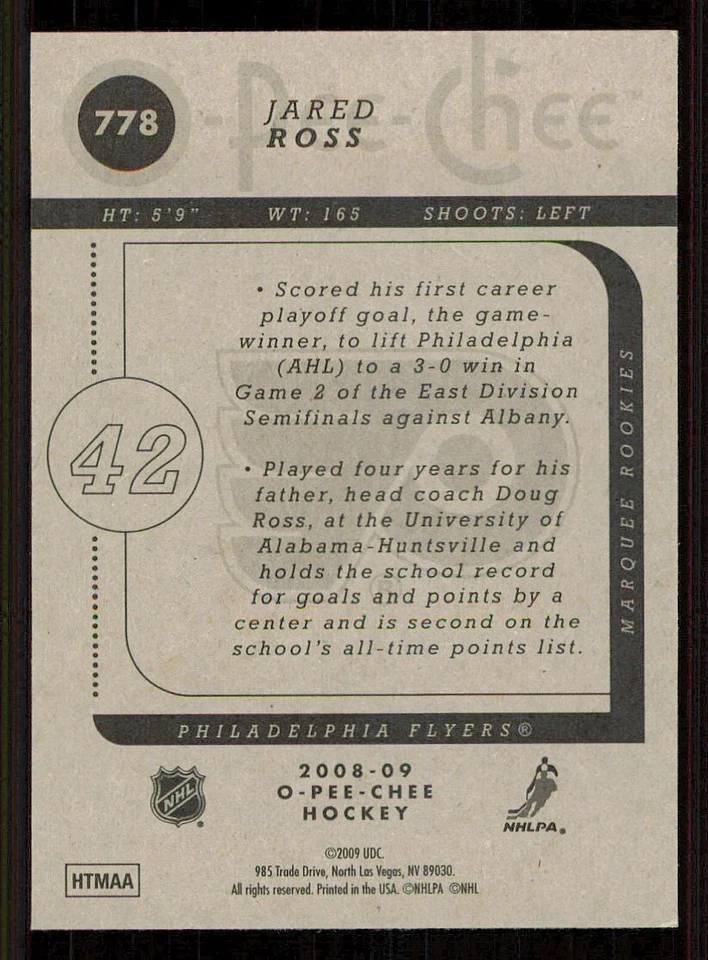 O-Pee-Chee™
778
JARED
ROSS
HT: 5'9" WT: 165 SHOOTS: LEFT
• Scored his first career
playoff goal, the game-
winner, to lift Philadelphia
(AHL) to a 3-0 win in
Game 2 of the East Division
Semifinals against Albany.
42
• Played four years for his
father, head coach Doug
Ross, at the University of
Alabama-Huntsville and
holds the school record
for goals and points by a
center and is second on the
school's all-time points list.
MARQUEE ROOKIES
PHILADELPHIA FLYERS®
NHL®
2008-09
O-PEE-CHEE
HOCKEY
NHLPA®
©2009 UDC.
985 Trade Drive, North Las Vegas, NV 89030.
All rights reserved. Printed in the USA. ©NHLPA ©NHL
HTMAA